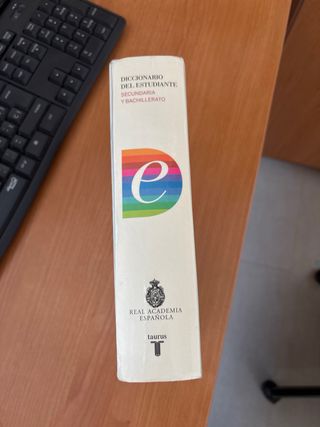 DICCIONARIO
DEL ESTUDIANTE
SECUNDARIA
Y BACHILLERATO
e
REAL ACADEMIA
ESPAÑOLA
taurus
T